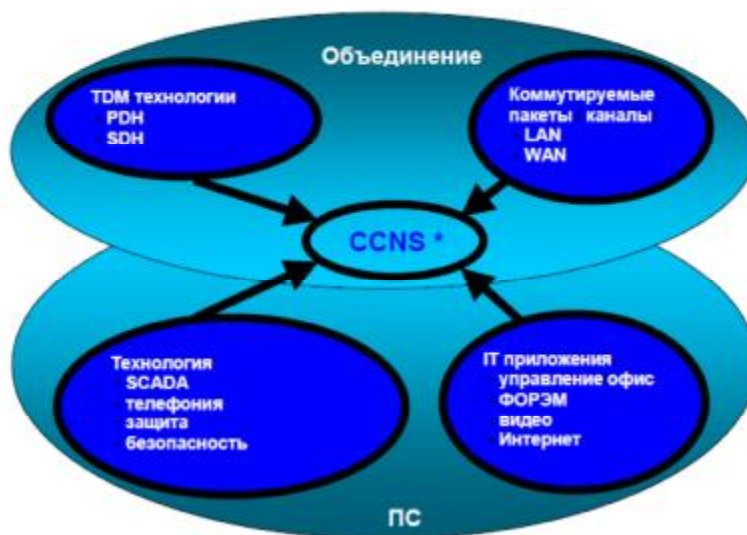 Объединение
TDM технологии
PDH
SDH
Коммутируемые
пакеты каналы
LAN
WAN
CCNS *
Технология
SCADA
телефония
защита
безопасность
IT приложения
управление офис
ФОРЭМ
видео
Интернет
ПС